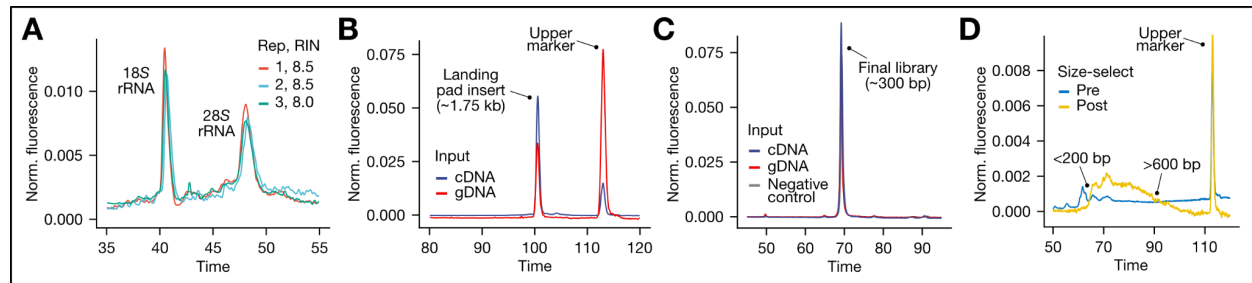 A
Norm. fluorescence
0.010
0.005
0.000
18S
rRNA
28S
rRNA
Rep, RIN
1, 8.5
2, 8.5
3, 8.0
35
40
45
50
55
Time
B
Norm. fluorescence
0.075
0.050
0.025
0.000
Upper
marker
Landing
pad insert
(~1.75 kb)
Input
cDNA
gDNA
80
90
100
110
120
Time
C
Norm. fluorescence
0.075
0.050
0.025
0.000
Final library
(~300 bp)
Input
cDNA
gDNA
Negative
control
50
60
70
80
90
Time
D
Norm. fluorescence
0.008
0.006
0.004
0.002
0.000
Upper
marker
Size-select
Pre
Post
<200 bp
>600 bp
50
70
90
110
Time